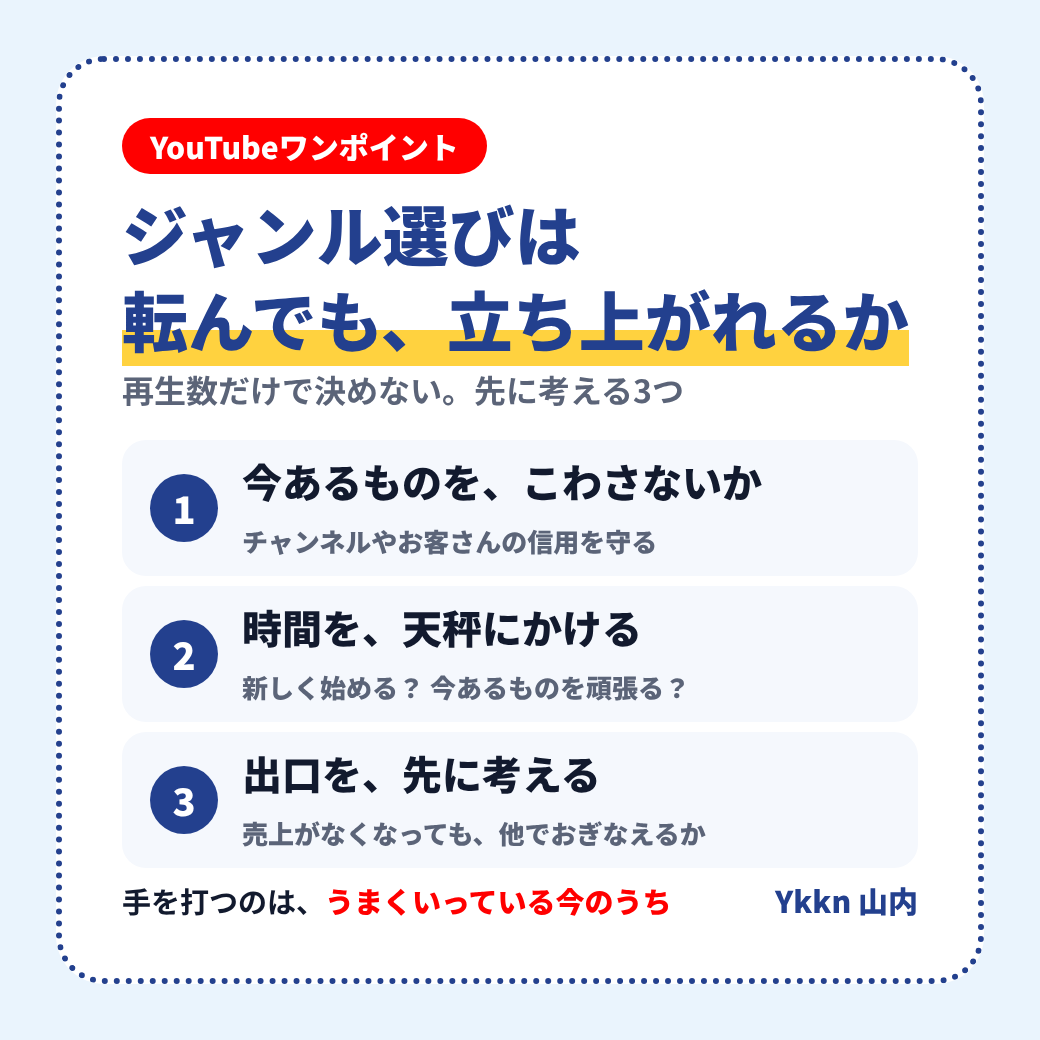 YouTubeワンポイント
ジャンル選びは
転んでも、立ち上がれるか
再生数だけで決めない。先に考える3つ
1
今あるものを、こわさないか
チャンネルやお客さんの信用を守る
2
時間を、天秤にかける
新しく始める？ 今あるものを頑張る？
3
出口を、先に考える
売上がなくなっても、他でおぎなえるか
手を打つのは、うまくいっている今のうち
Ykkn 山内